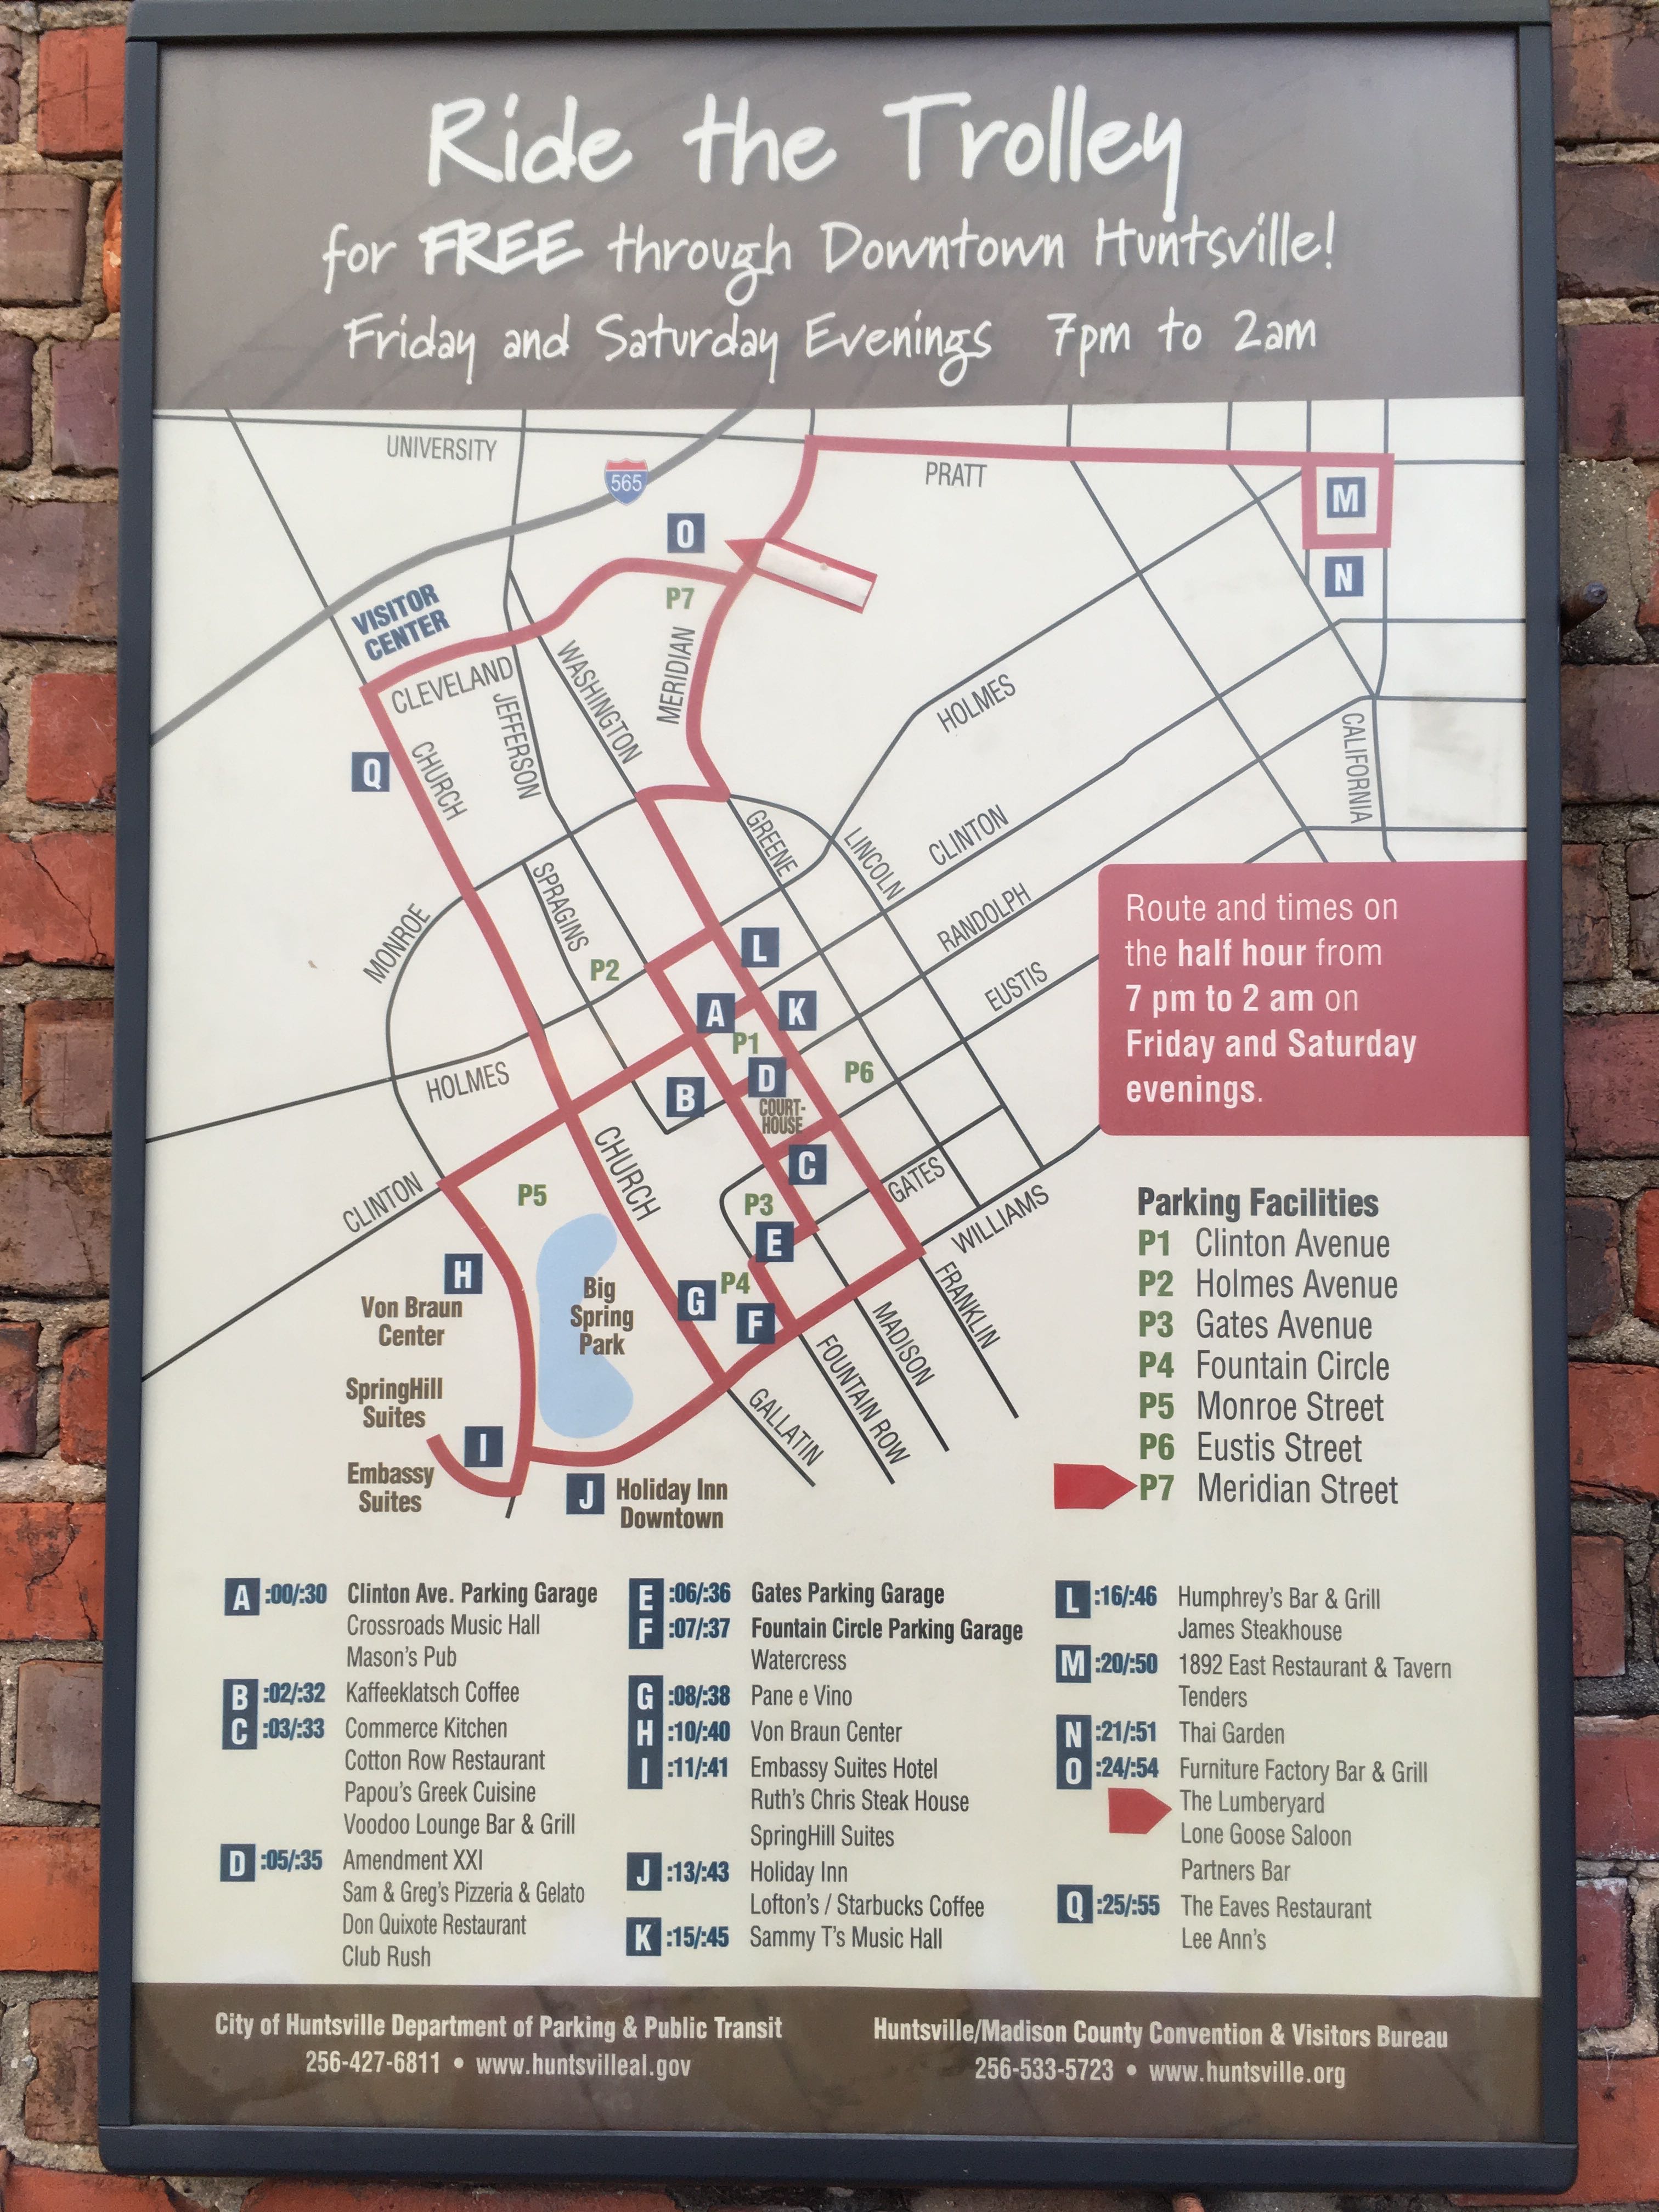 Ride the Trolley
for FREE through Downtown Huntsville!
Friday and Saturday Evenings 7pm to 2am
UNIVERSITY
565
PRATT
M
O
N
P7
VISITOR
CENTER
CLEVELAND
JEFFERSON
WASHINGTON
MERIDIAN
HOLMES
CALIFORNIA
Q
CHURCH
GREENE
LINCOLN
CLINTON
RANDOLPH
EUSTIS
SPRAGINS
MONROE
P2
L
A
K
P1
D
P6
B
COURT-
HOUSE
C
HOLMES
CHURCH
CLINTON
P5
P3
GATES
WILLIAMS
E
H
Von Braun
Center
Big
Spring
Park
G
P4
F
FRANKLIN
MADISON
FOUNTAIN ROW
GALLATIN
SpringHill
Suites
I
Embassy
Suites
J
Holiday Inn
Downtown
Route and times on
the half hour from
7 pm to 2 am on
Friday and Saturday
evenings.
Parking Facilities
P1 Clinton Avenue
P2 Holmes Avenue
P3 Gates Avenue
P4 Fountain Circle
P5 Monroe Street
P6 Eustis Street
P7 Meridian Street
A :00/:30 Clinton Ave. Parking Garage
Crossroads Music Hall
Mason's Pub
B :02/:32 Kaffeeklatsch Coffee
C :03/:33 Commerce Kitchen
Cotton Row Restaurant
Papou's Greek Cuisine
Voodoo Lounge Bar & Grill
D :05/:35 Amendment XXI
Sam & Greg's Pizzeria & Gelato
Don Quixote Restaurant
Club Rush
E :06/:36 Gates Parking Garage
F :07/:37 Fountain Circle Parking Garage
Watercress
G :08/:38 Pane e Vino
H :10/:40 Von Braun Center
I :11/:41 Embassy Suites Hotel
Ruth's Chris Steak House
SpringHill Suites
J :13/:43 Holiday Inn
Lofton's / Starbucks Coffee
K :15/:45 Sammy T's Music Hall
L :16/:46 Humphrey's Bar & Grill
James Steakhouse
M :20/:50 1892 East Restaurant & Tavern
Tenders
N :21/:51 Thai Garden
O :24/:54 Furniture Factory Bar & Grill
The Lumberyard
Lone Goose Saloon
Partners Bar
Q :25/:55 The Eaves Restaurant
Lee Ann's
City of Huntsville Department of Parking & Public Transit
256-427-6811 • www.huntsvilleal.gov
Huntsville/Madison County Convention & Visitors Bureau
256-533-5723 • www.huntsville.org